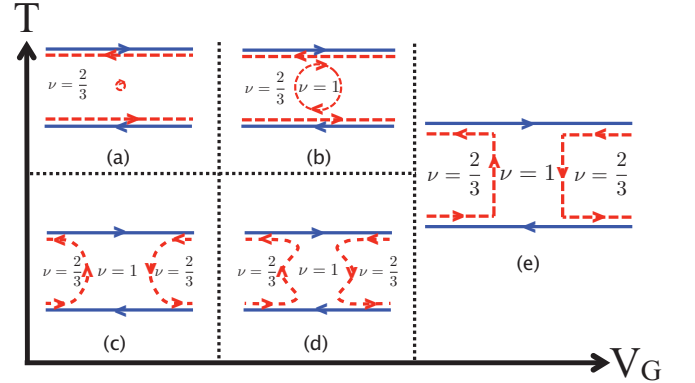 T
ν = 2/3
(a)
ν = 2/3 ν = 1
(b)
ν = 2/3 ν = 1 ν = 2/3
(e)
ν = 2/3 ν = 1 ν = 2/3
(c)
ν = 2/3 ν = 1 ν = 2/3
(d)
V_G